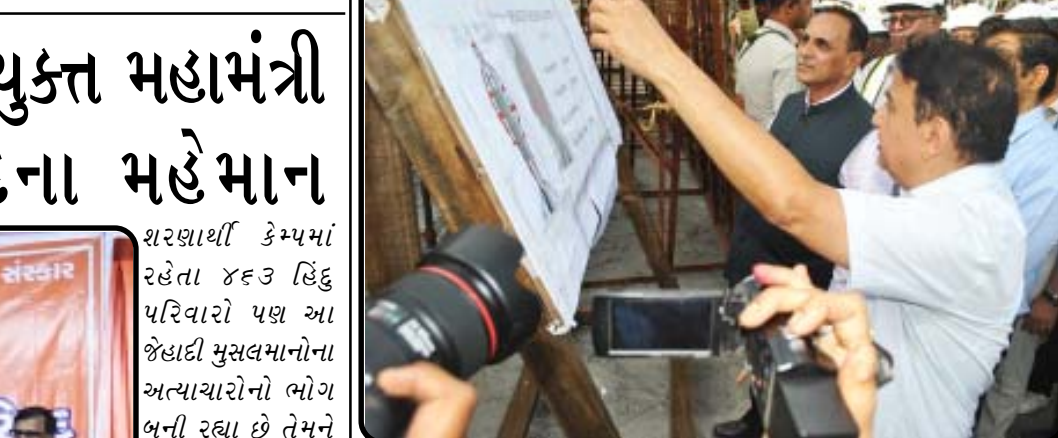 યુક્ત મહામંત્રી
ના મહેમાન
સંસ્કાર
શરણાર્થી કેમ્પમાં
રહેતા ૪૬૩ હિંદુ
પરિવારો પણ આ
જેહાદી મુસલમાનોના
અત્યાચારોનો ભોગ
બની રહ્યા છે તેમને